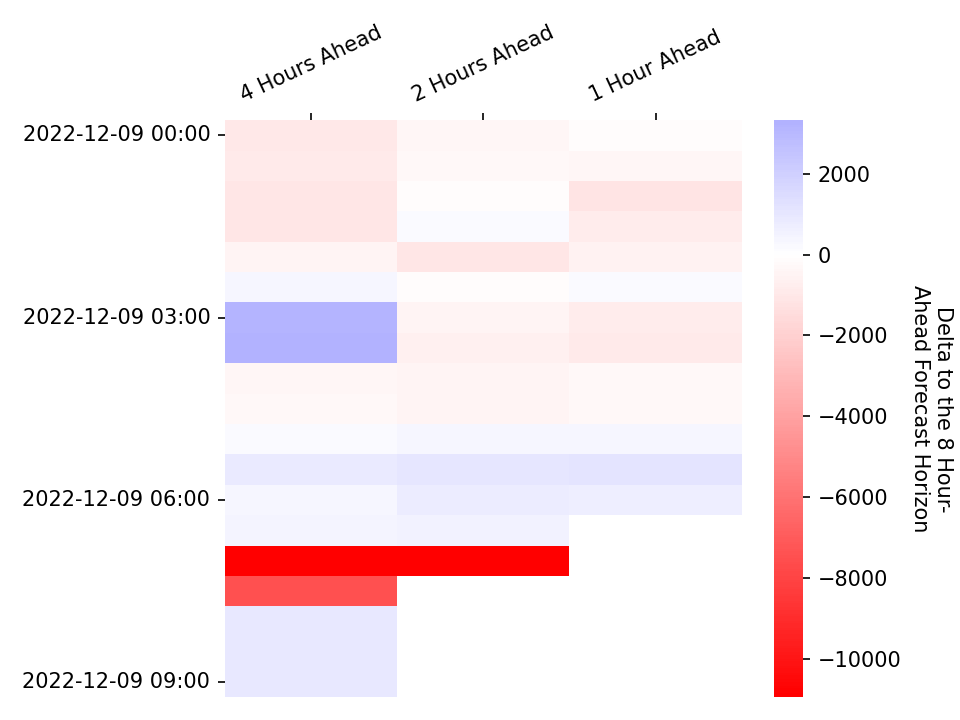 4 Hours Ahead
2 Hours Ahead
1 Hour Ahead
2022-12-09 00:00
2022-12-09 03:00
2022-12-09 06:00
2022-12-09 09:00
2000
0
−2000
−4000
−6000
−8000
−10000
Delta to the 8 Hour-
Ahead Forecast Horizon